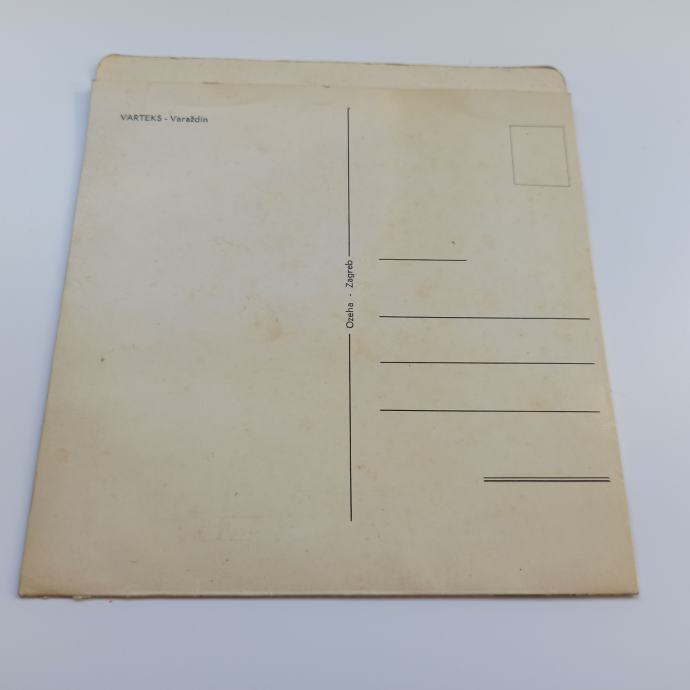 VARTEKS - Varaždin
Ozeha - Zagreb